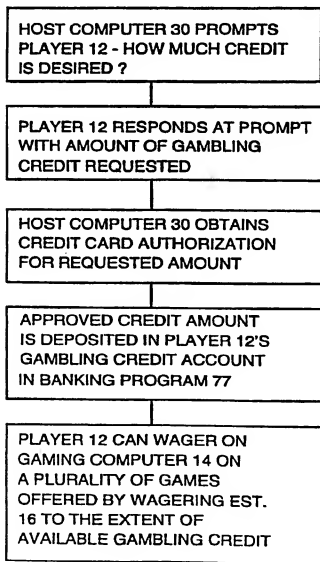 HOST COMPUTER 30 PROMPTS
PLAYER 12 - HOW MUCH CREDIT
IS DESIRED ?
PLAYER 12 RESPONDS AT PROMPT
WITH AMOUNT OF GAMBLING
CREDIT REQUESTED
HOST COMPUTER 30 OBTAINS
CREDIT CARD AUTHORIZATION
FOR REQUESTED AMOUNT
APPROVED CREDIT AMOUNT
IS DEPOSITED IN PLAYER 12'S
GAMBLING CREDIT ACCOUNT
IN BANKING PROGRAM 77
PLAYER 12 CAN WAGER ON
GAMING COMPUTER 14 ON
A PLURALITY OF GAMES
OFFERED BY WAGERING EST.
16 TO THE EXTENT OF
AVAILABLE GAMBLING CREDIT